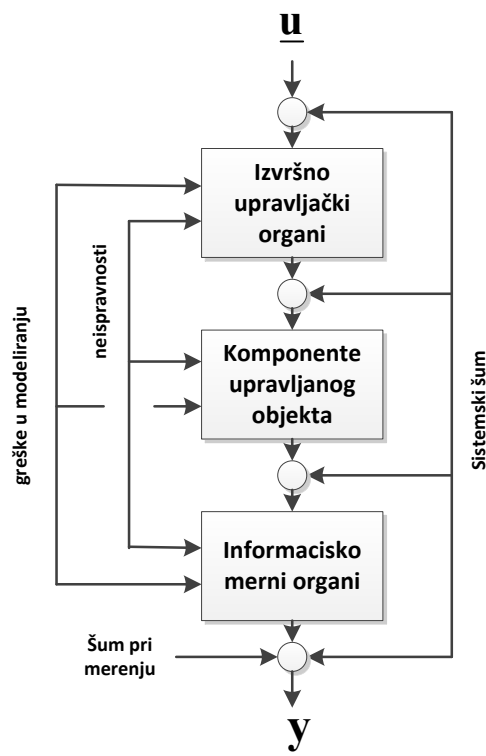 u
Izvršno
upravljački
organi
neispravnosti
greške u modeliranju
Komponente
upravljanog
objekta
Sistemski šum
Informacisko
merni organi
Šum pri
merenju
y